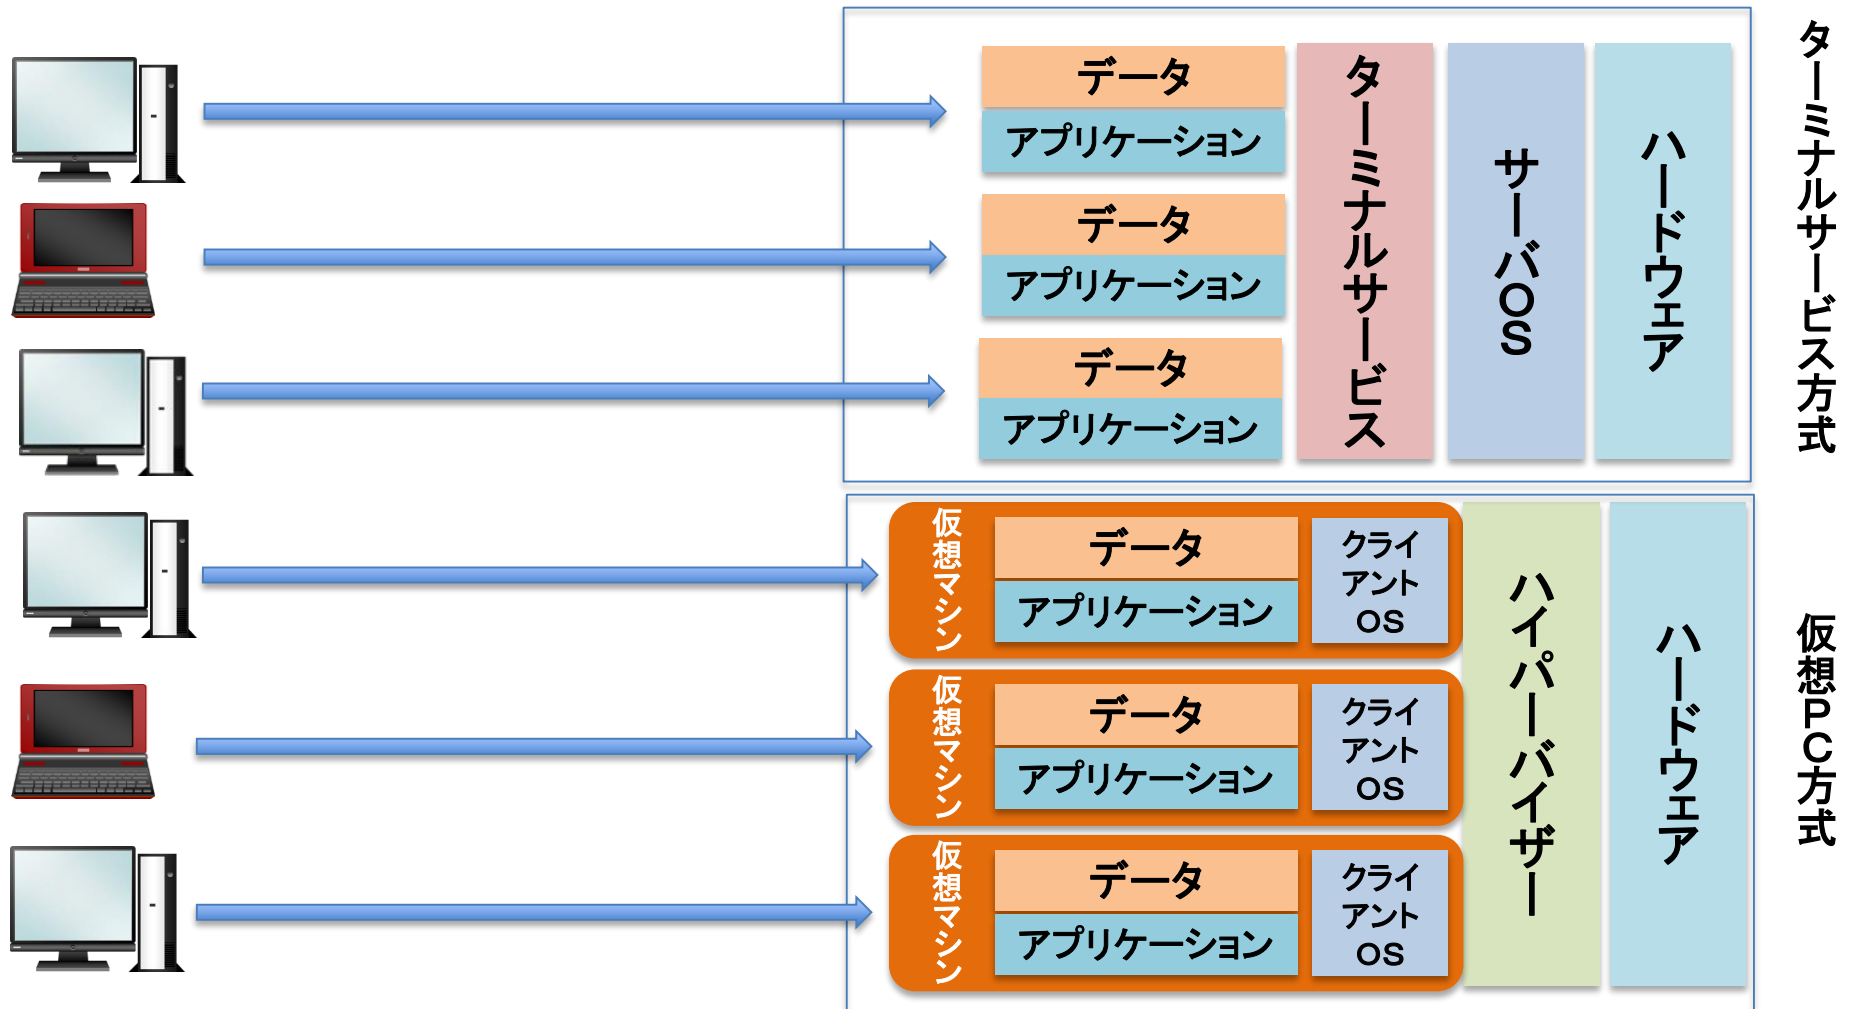 データ
アプリケーション
データ
アプリケーション
データ
アプリケーション
ターミナルサービス
サーバOS
ハードウェア
ターミナルサービス方式
仮想マシン
データ
アプリケーション
クライ
アント
OS
仮想マシン
データ
アプリケーション
クライ
アント
OS
仮想マシン
データ
アプリケーション
クライ
アント
OS
ハイパーバイザー
ハードウェア
仮想PC方式